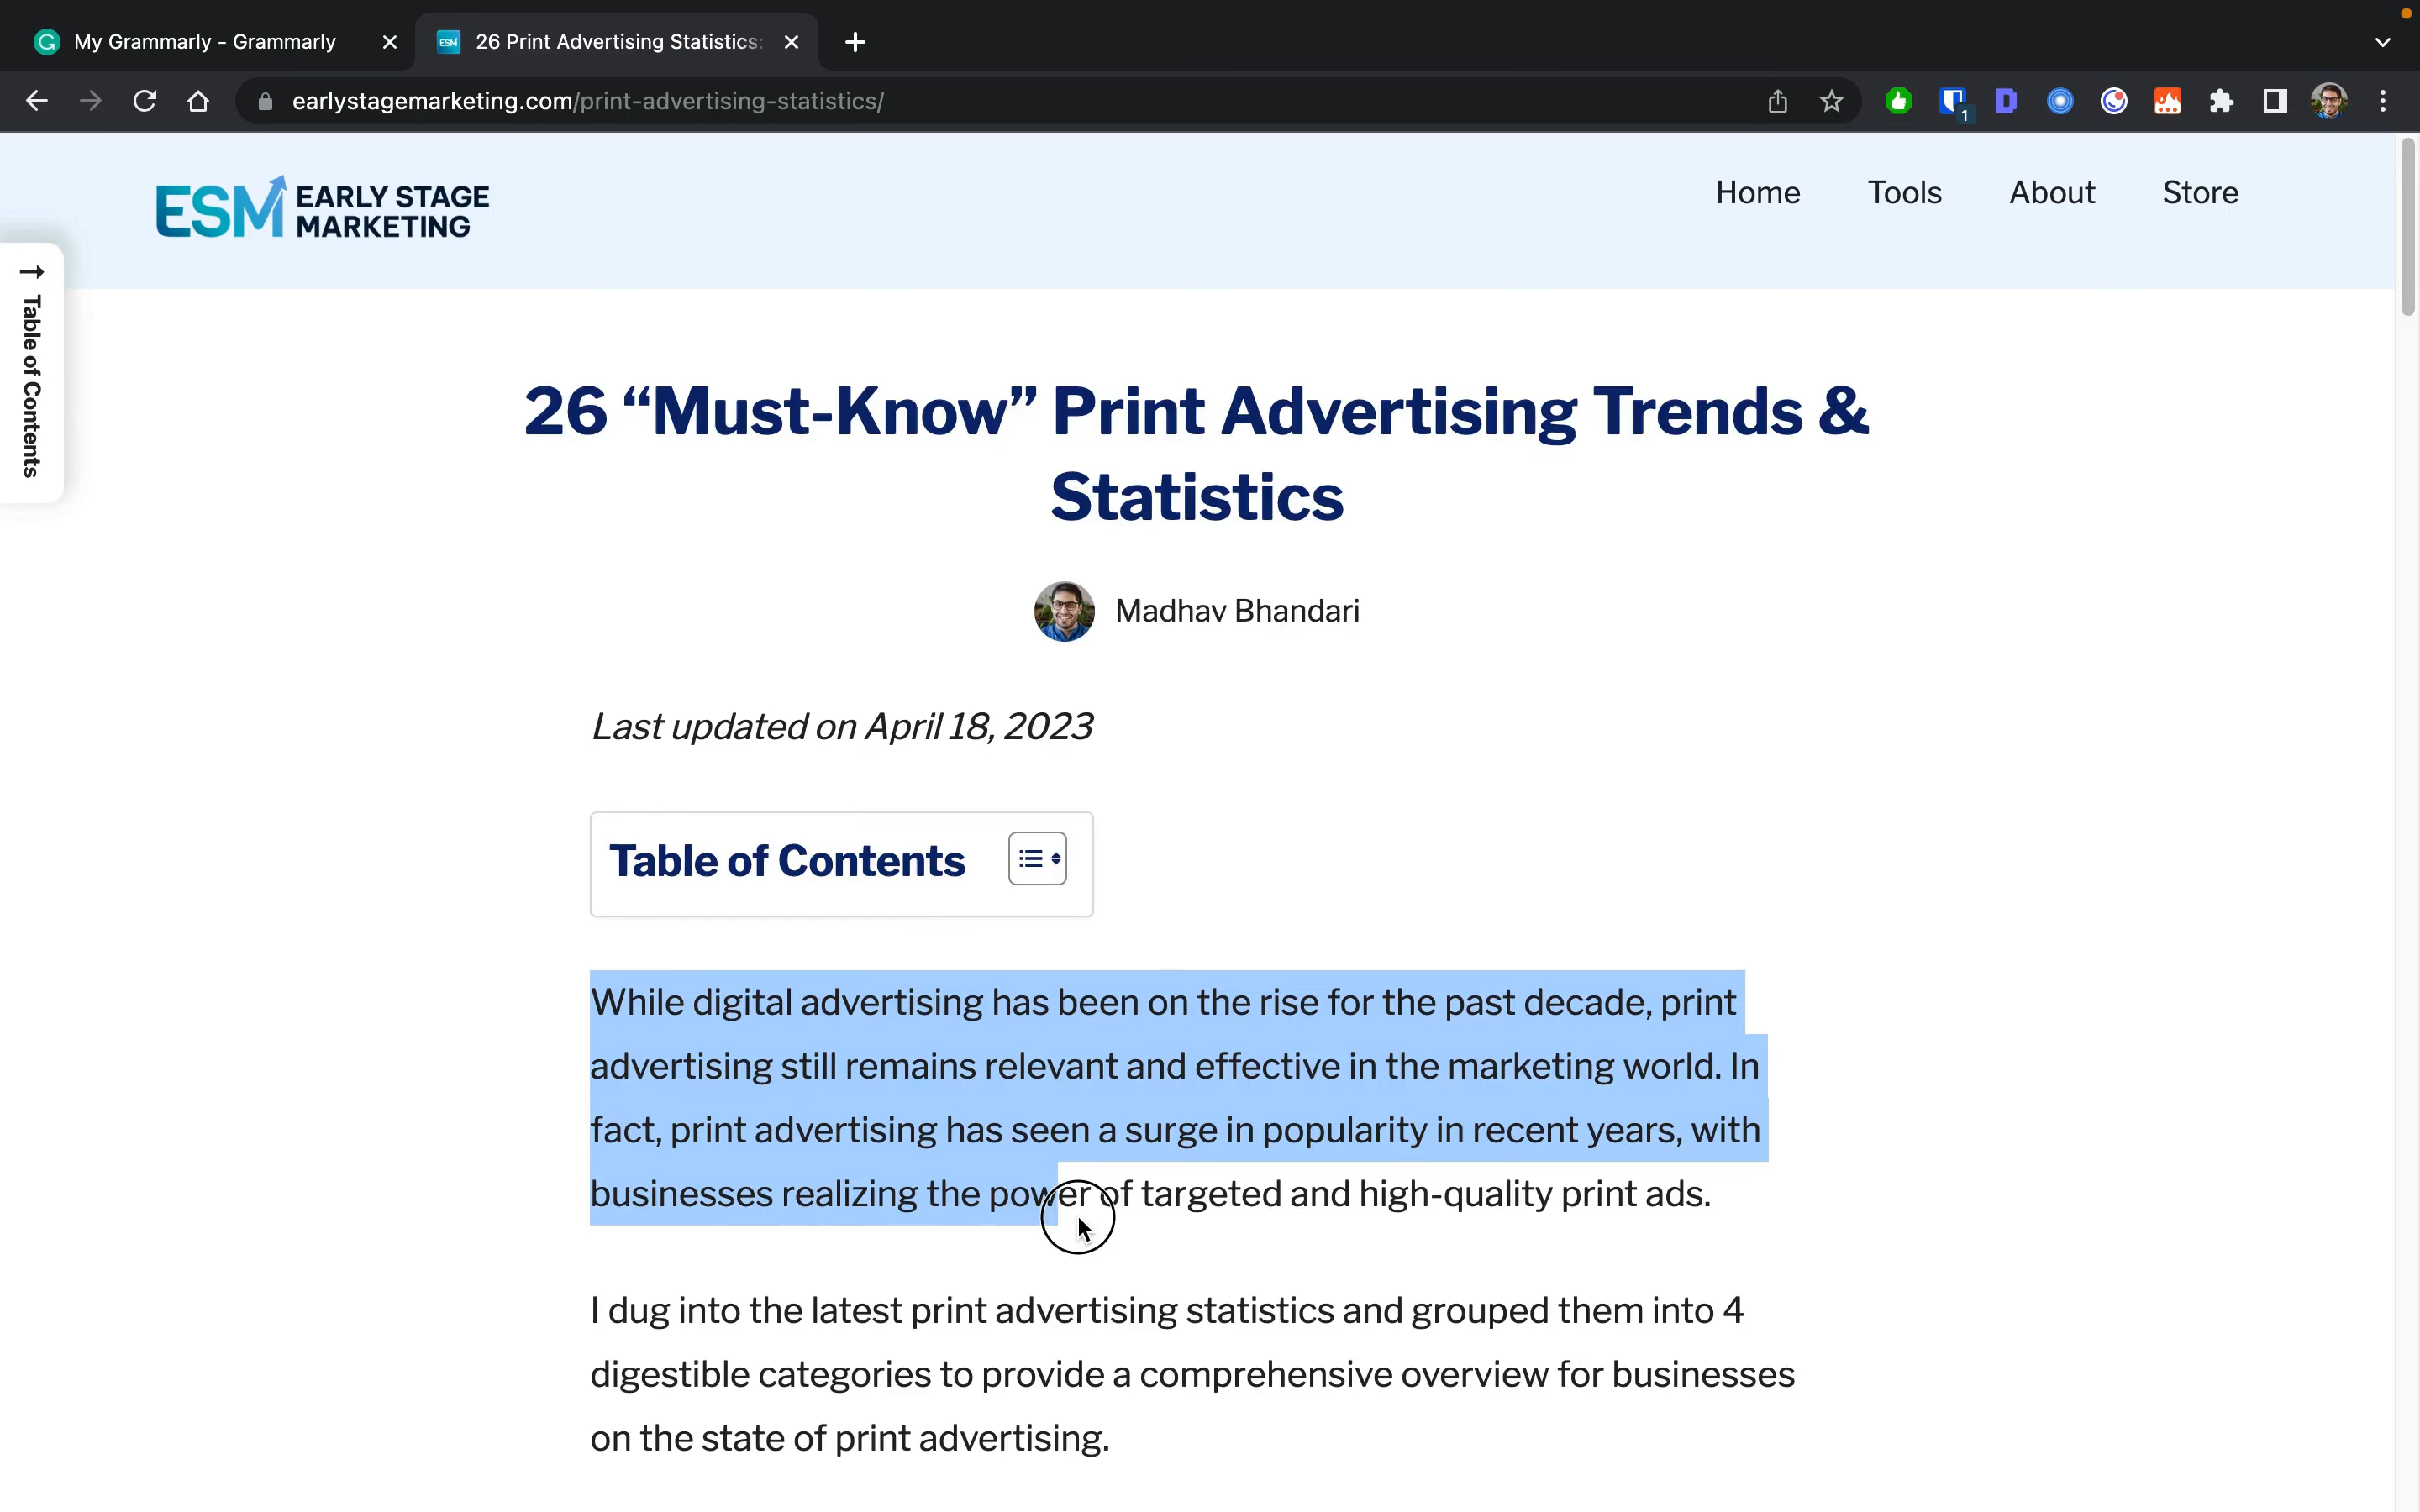 My Grammarly - Grammarly
ESM
26 Print Advertising Statistics:
earlystagemarketing.com/print-advertising-statistics/
1
ESM EARLY STAGE
MARKETING
Home
Tools
About
Store
Table of Contents
26 “Must-Know” Print Advertising Trends &
Statistics
Madhav Bhandari
Last updated on April 18, 2023
Table of Contents
While digital advertising has been on the rise for the past decade, print
advertising still remains relevant and effective in the marketing world. In
fact, print advertising has seen a surge in popularity in recent years, with
businesses realizing the power of targeted and high-quality print ads.
I dug into the latest print advertising statistics and grouped them into 4
digestible categories to provide a comprehensive overview for businesses
on the state of print advertising.